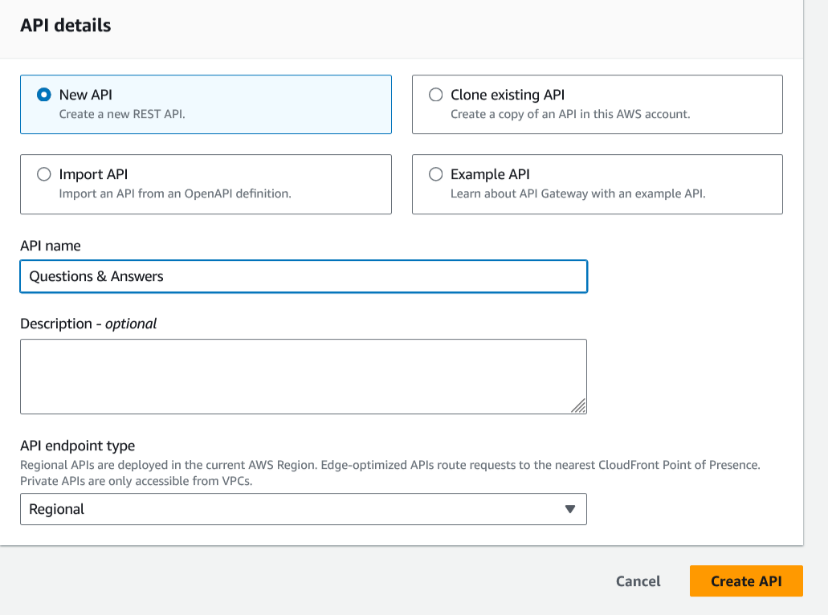 API details
New API
Create a new REST API.
Clone existing API
Create a copy of an API in this AWS account.
Import API
Import an API from an OpenAPI definition.
Example API
Learn about API Gateway with an example API.
API name
Questions & Answers
Description - optional
API endpoint type
Regional APIs are deployed in the current AWS Region. Edge-optimized APIs route requests to the nearest CloudFront Point of Presence.
Private APIs are only accessible from VPCs.
Regional
Cancel
Create API